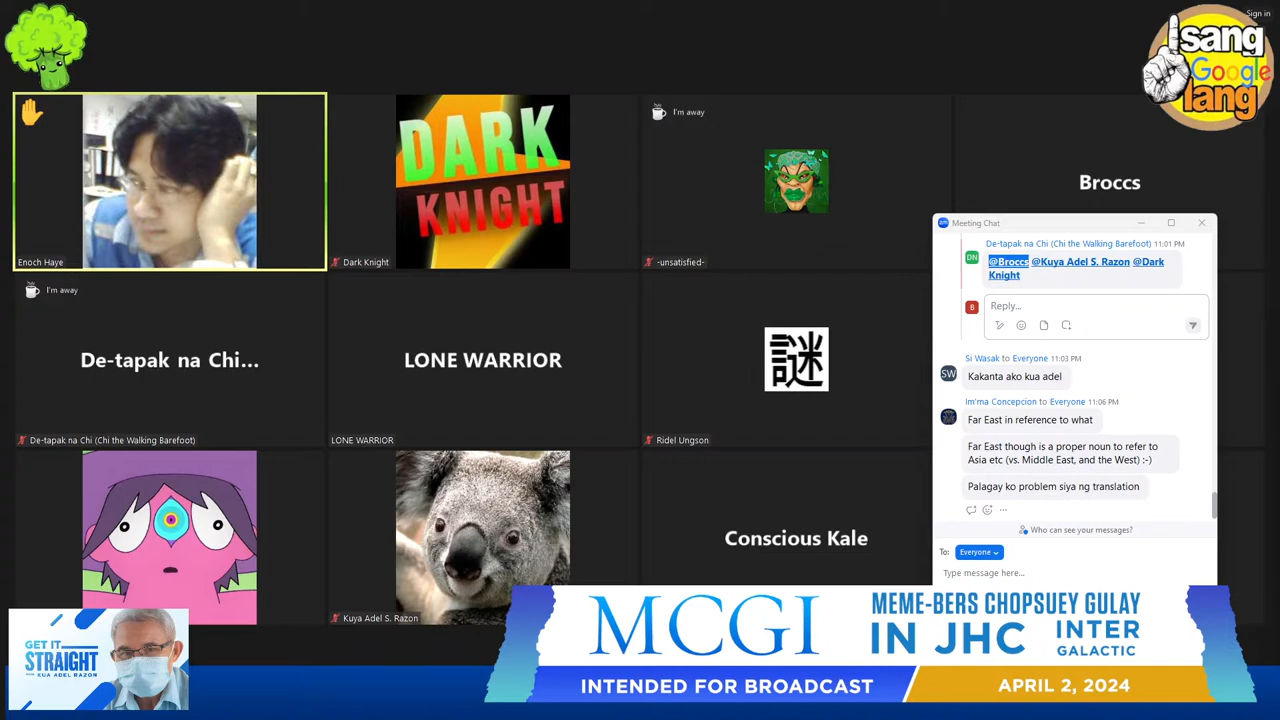 Sign in
1sang
Google
lang
Enoch Haye
DARK
KNIGHT
Dark Knight
I'm away
-unsatisfied-
Broccs
I'm away
De-tapak na Chi...
De-tapak na Chi (Chi the Walking Barefoot)
LONE WARRIOR
LONE WARRIOR
謎
Ridel Ungson
Kuya Adel S. Razon
Conscious Kale
zm Meeting Chat
De-tapak na Chi (Chi the Walking Barefoot) 11:01 PM
DN
@Broccs @Kuya Adel S. Razon @Dark
Knight
B
Reply...
Si Wasak to Everyone 11:03 PM
SW
Kakanta ako kua adel
Im'ma Concepcion to Everyone 11:06 PM
Far East in reference to what
Far East though is a proper noun to refer to
Asia etc (vs. Middle East, and the West) :-)
Palagay ko problem siya ng translation
Who can see your messages?
To: Everyone
Type message here...
GET IT
STRAIGHT
WITH KUA ADEL RAZON
MCGI
MEME-BERS CHOPSUEY GULAY
IN JHC INTER
GALACTIC
INTENDED FOR BROADCAST
APRIL 2, 2024